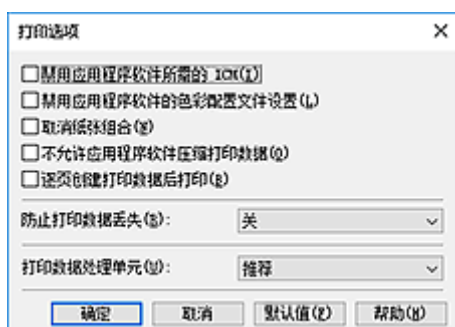 打印选项
禁用应用程序软件所需的 ICM(I)
禁用应用程序软件的色彩配置文件设置(L)
取消纸张组合(N)
不允许应用程序软件压缩打印数据(O)
逐页创建打印数据后打印(R)
防止打印数据丢失(S): 关
打印数据处理单元(U): 推荐
确定 取消 默认值(F) 帮助(H)